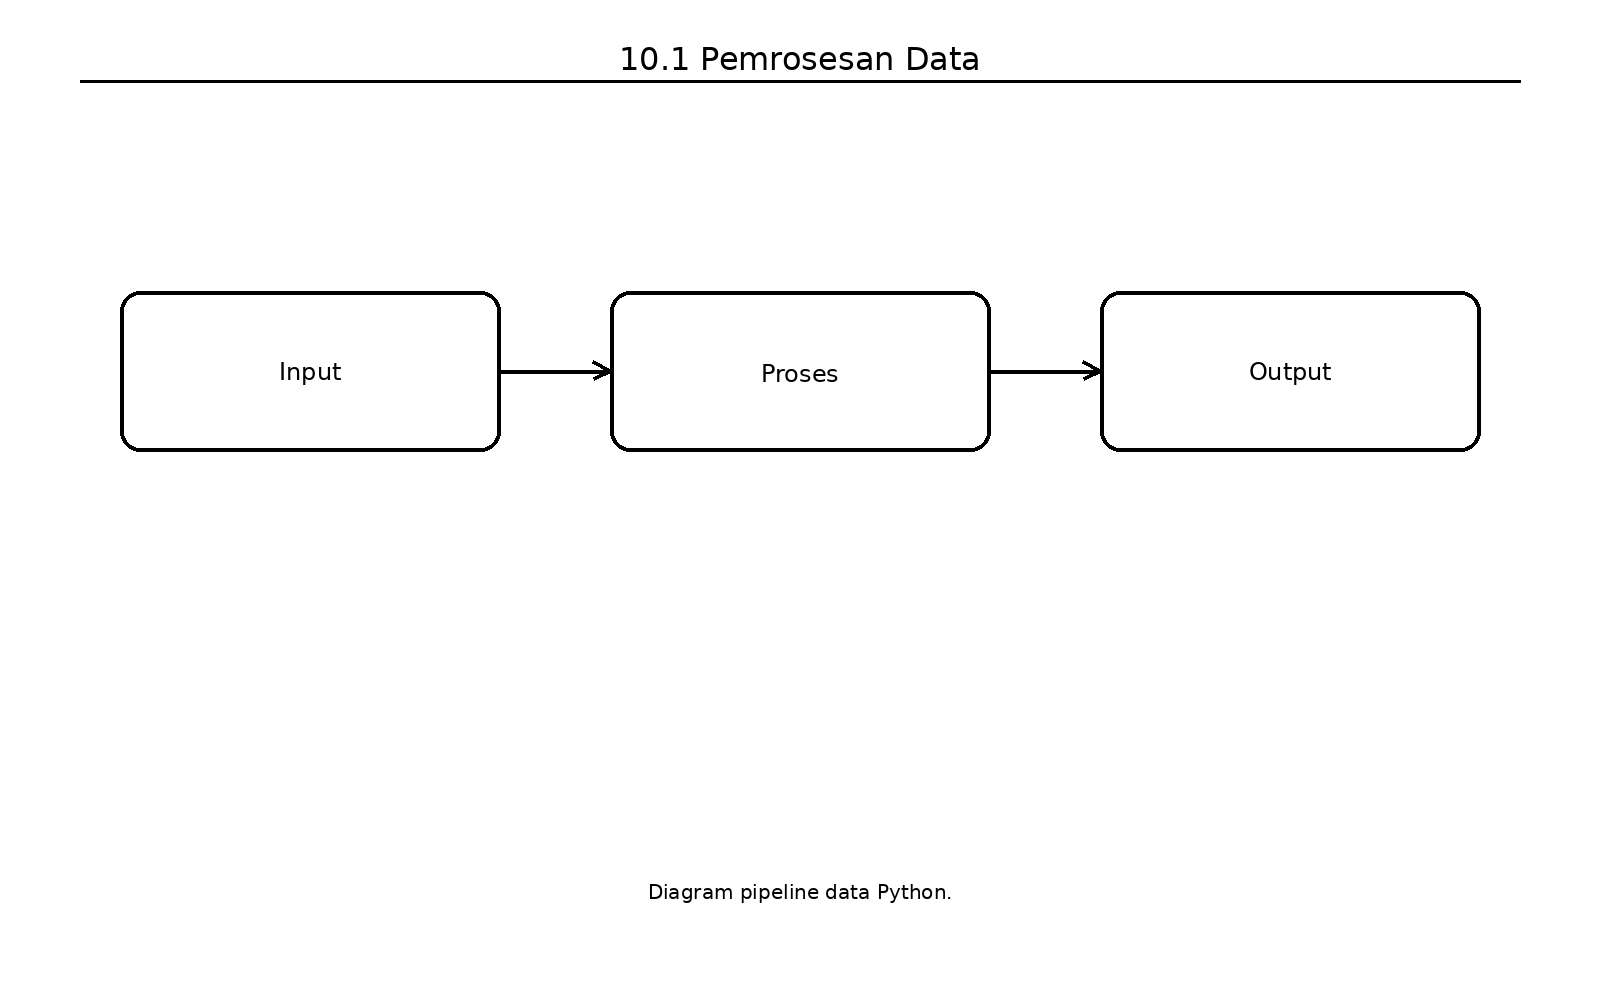 10.1 Pemrosesan Data
Input
Proses
Output
Diagram pipeline data Python.